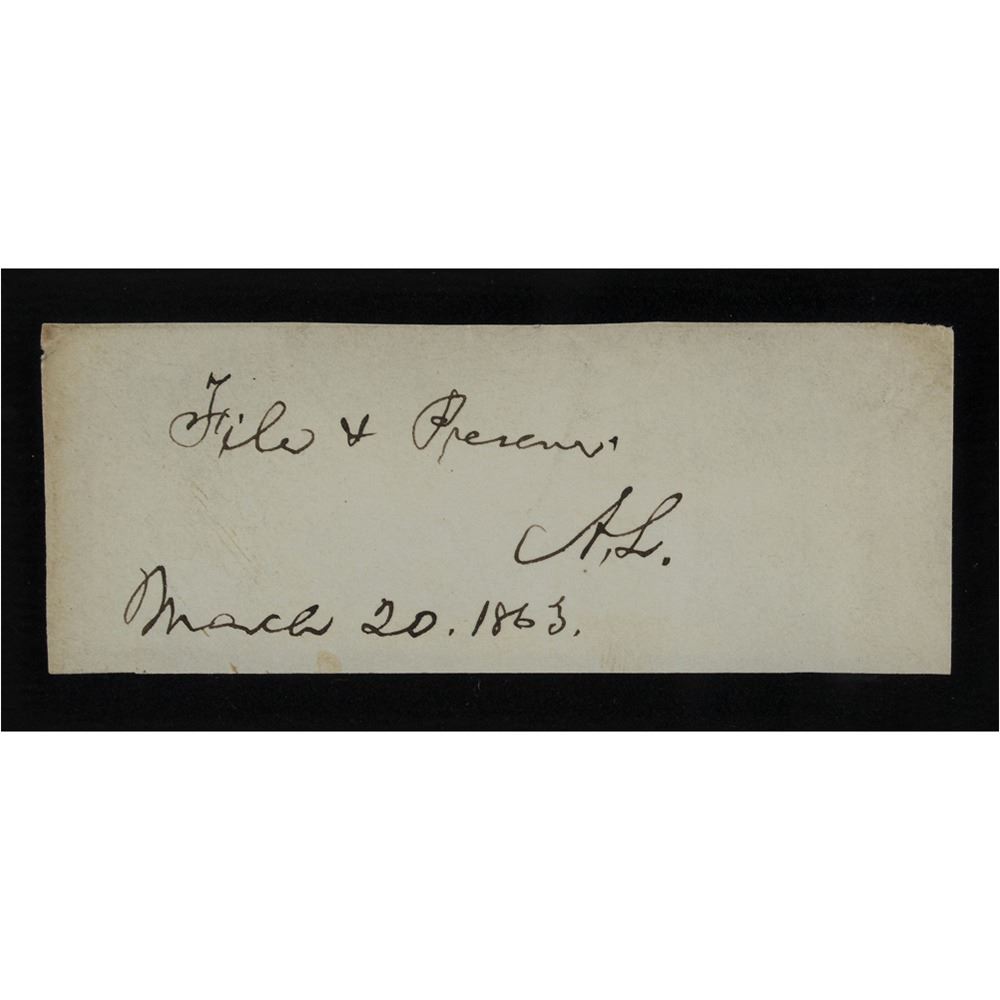 File & Preserve.
A. L.
March 20. 1863.